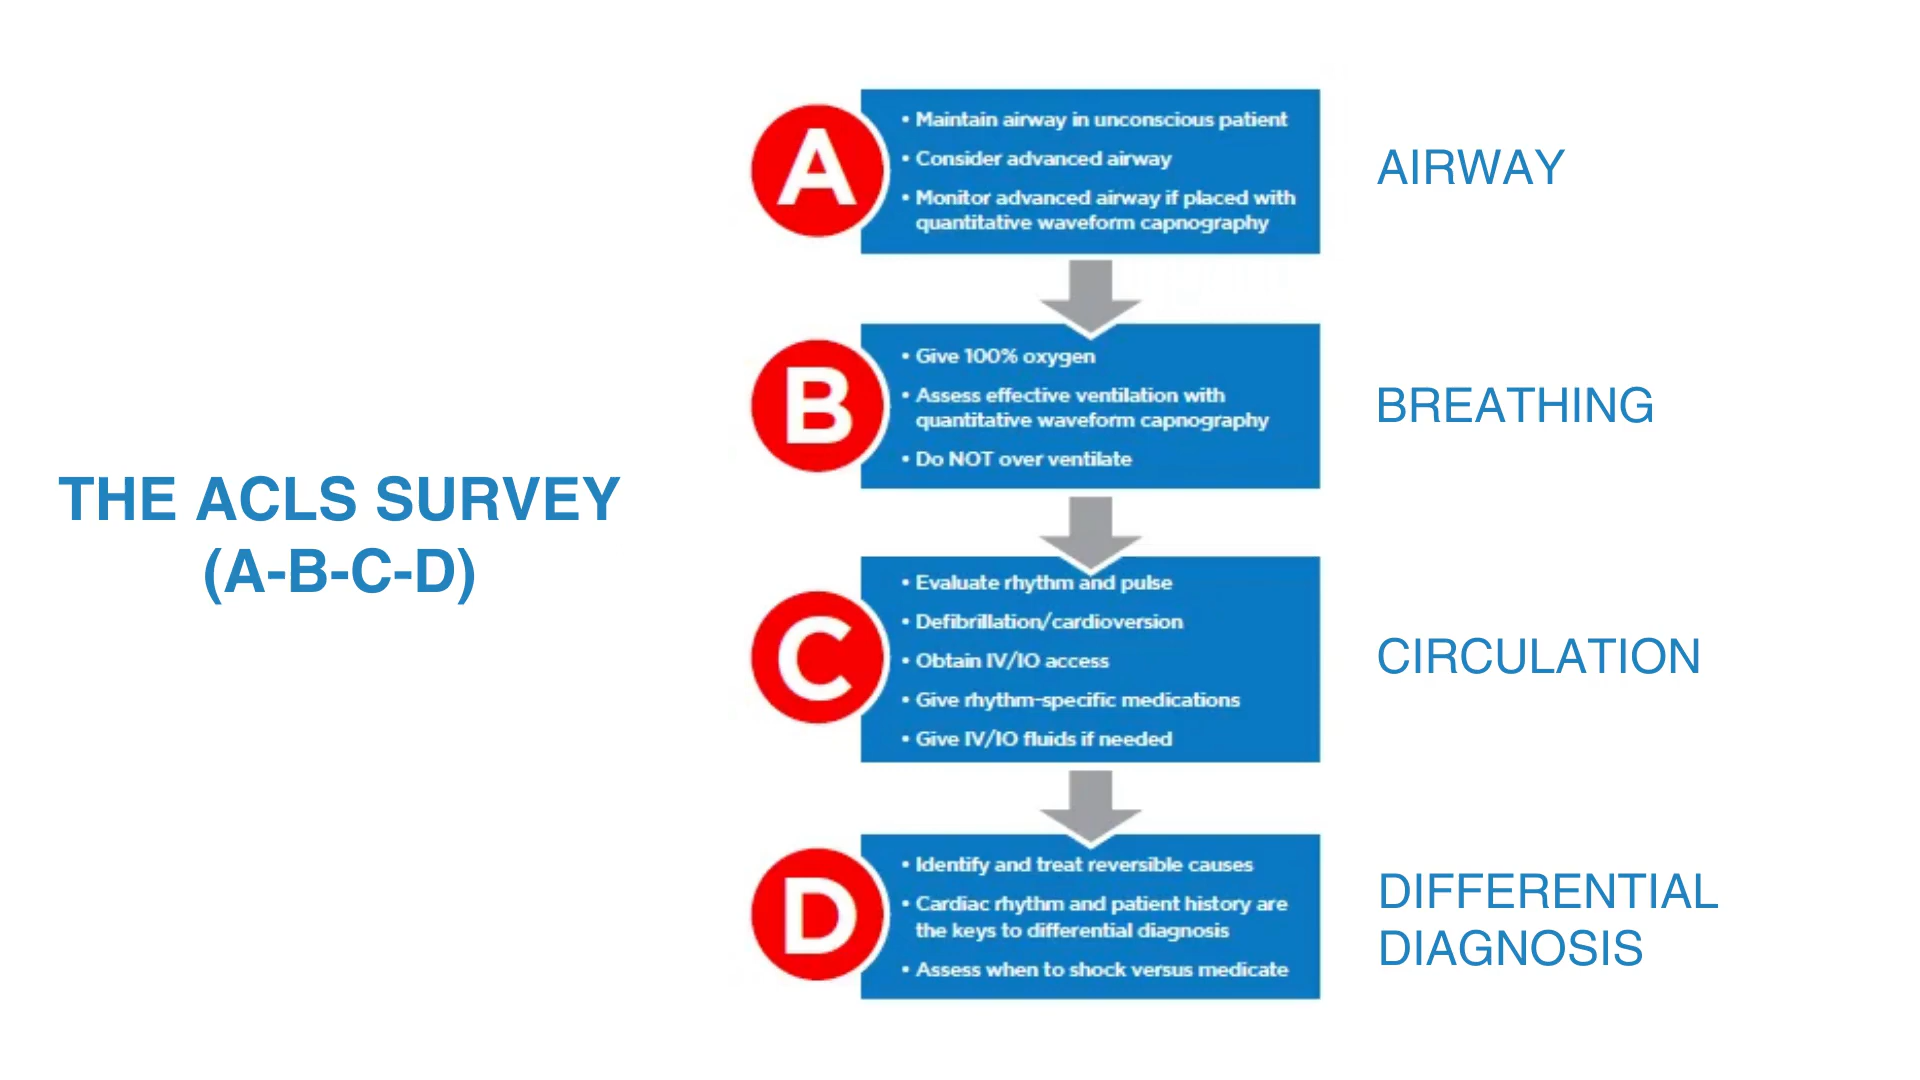 THE ACLS SURVEY
(A-B-C-D)
A
• Maintain airway in unconscious patient
• Consider advanced airway
• Monitor advanced airway if placed with
quantitative waveform capnography
AIRWAY
B
• Give 100% oxygen
• Assess effective ventilation with
quantitative waveform capnography
• Do NOT over ventilate
BREATHING
C
• Evaluate rhythm and pulse
• Defibrillation/cardioversion
• Obtain IV/IO access
• Give rhythm-specific medications
• Give IV/IO fluids if needed
CIRCULATION
D
• Identify and treat reversible causes
• Cardiac rhythm and patient history are
the keys to differential diagnosis
• Assess when to shock versus medicate
DIFFERENTIAL
DIAGNOSIS